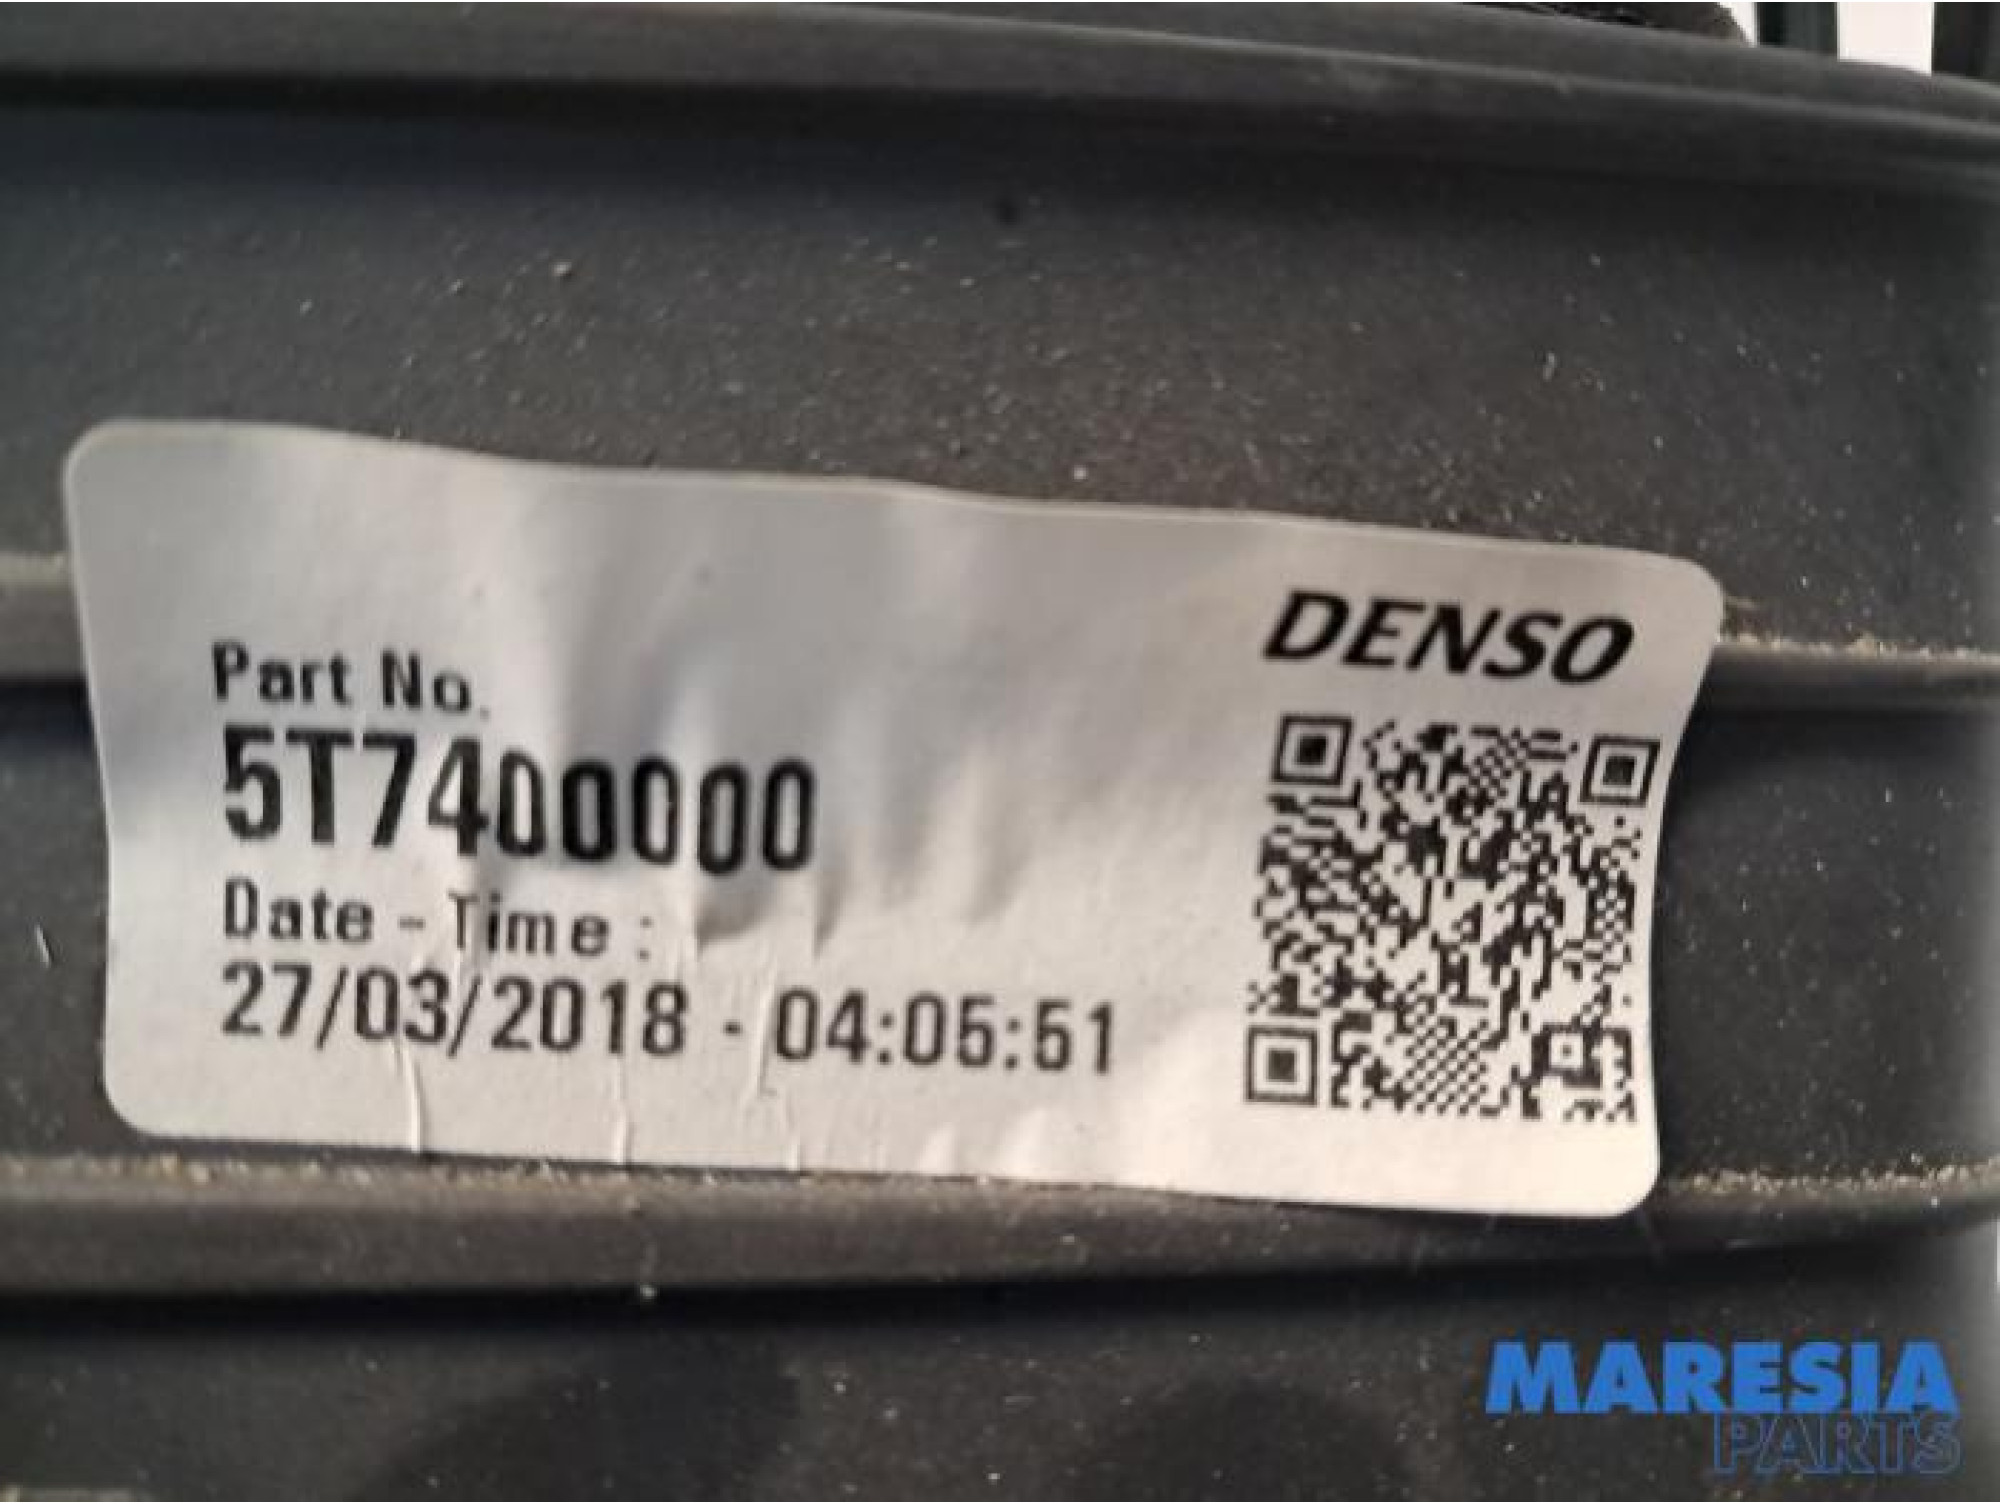 DENSO
Part No.
5T7400000
Date - Time :
27/03/2018 - 04:05:51
MARESIA
PARTS